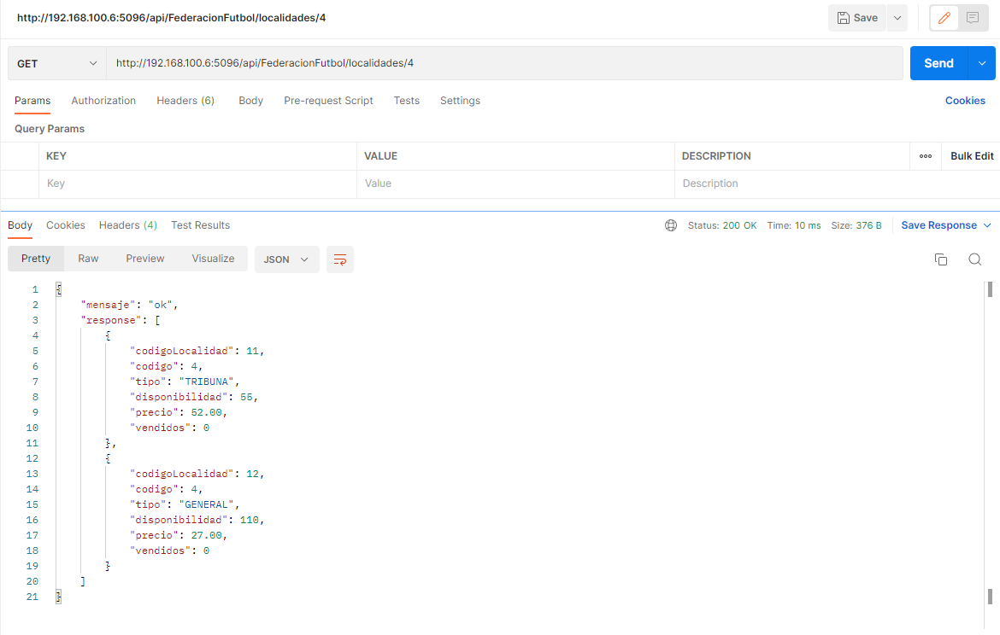 http://192.168.100.6:5096/api/FederacionFutbol/localidades/4
Save
GET
http://192.168.100.6:5096/api/FederacionFutbol/localidades/4
Send
Params Authorization Headers (6) Body Pre-request Script Tests Settings Cookies
Query Params
KEY VALUE DESCRIPTION ooo Bulk Edit
Key Value Description
Body Cookies Headers (4) Test Results Status: 200 OK Time: 10 ms Size: 376 B Save Response
Pretty Raw Preview Visualize JSON
1 {
2 "mensaje": "ok",
3 "response": [
4 {
5 "codigoLocalidad": 11,
6 "codigo": 4,
7 "tipo": "TRIBUNA",
8 "disponibilidad": 55,
9 "precio": 52.00,
10 "vendidos": 0
11 },
12 {
13 "codigoLocalidad": 12,
14 "codigo": 4,
15 "tipo": "GENERAL",
16 "disponibilidad": 110,
17 "precio": 27.00,
18 "vendidos": 0
19 }
20 ]
21 }